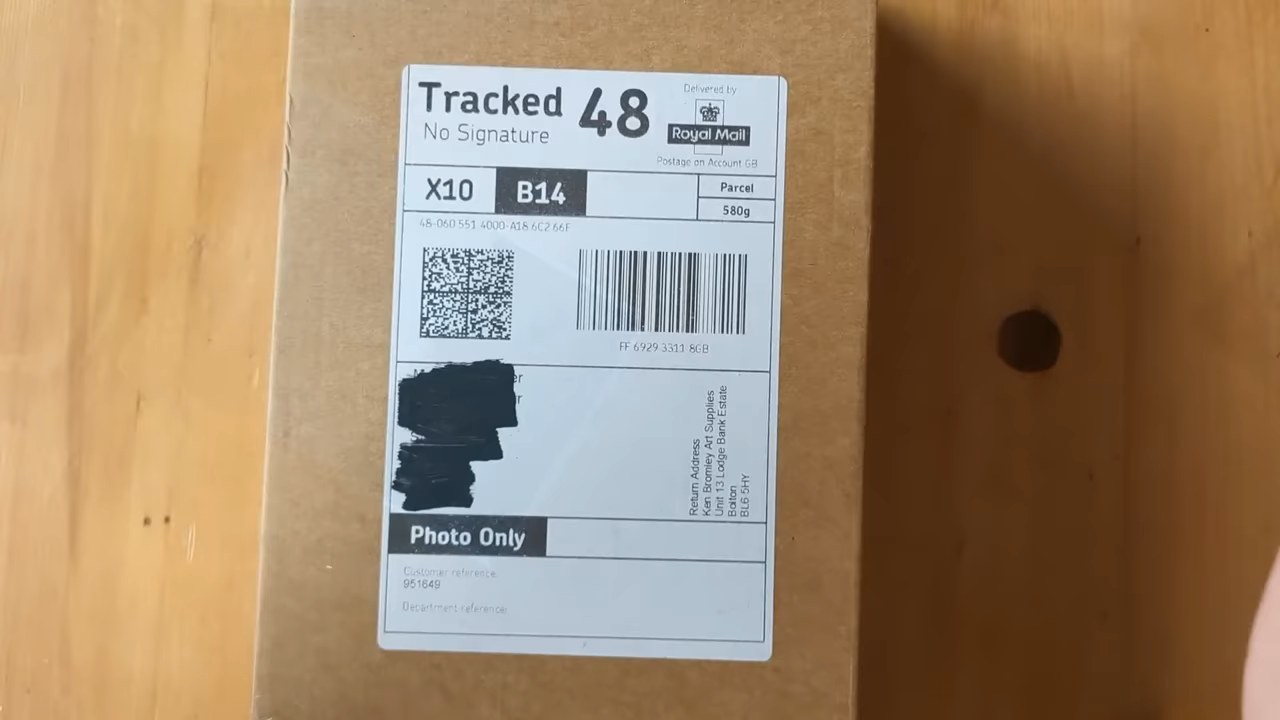 Tracked 48
No Signature
Delivered by
Royal Mail
Postage on Account GB
X10 B14
Parcel
580g
48-060 551 4000-A18 6C2 66F
FF 6929 3311 8GB
Return Address
Ken Bromley Art Supplies
Unit 13 Lodge Bank Estate
Bolton
BL6 5HY
Photo Only
Customer reference
951649
Department reference